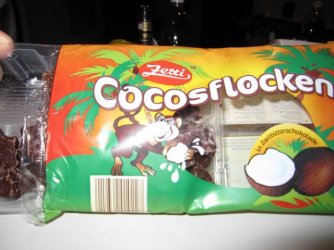 Zetti
Cocosflocken
in Zartbitterschokolade